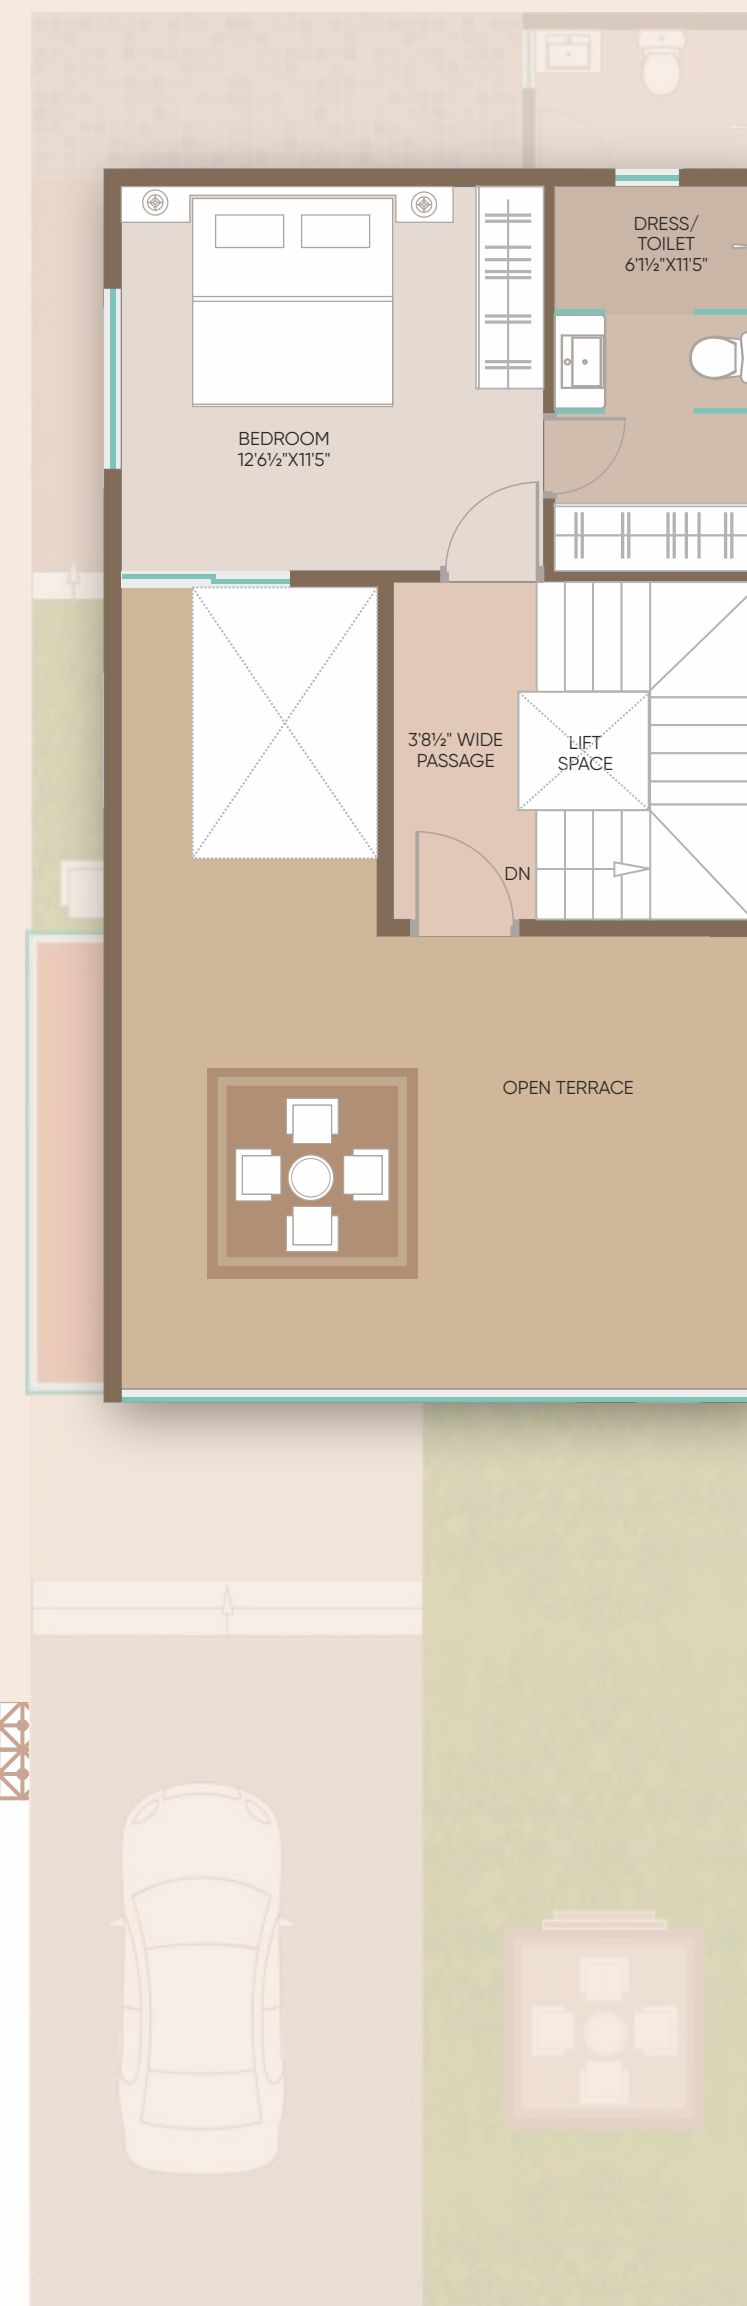 DRESS/
TOILET
6'1½"X11'5"
BEDROOM
12'6½"X11'5"
3'8½" WIDE
PASSAGE
LIFT
SPACE
DN
OPEN TERRACE